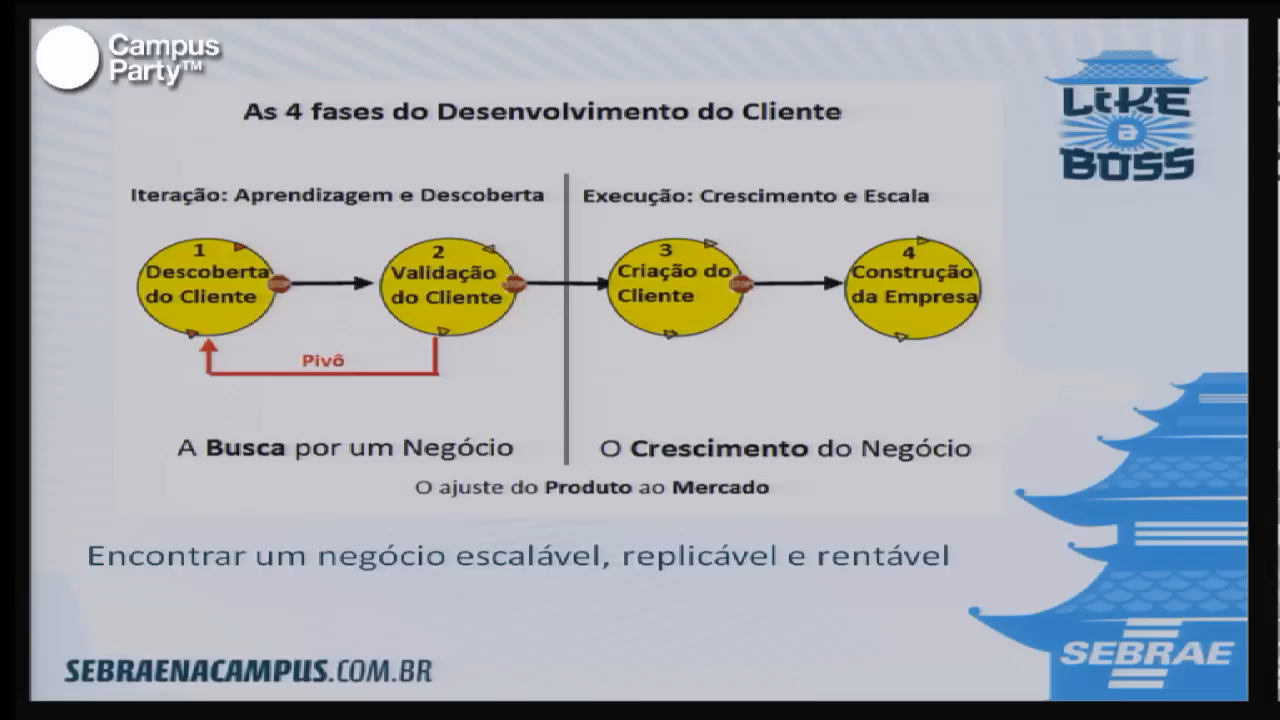 Campus
Party™
LIKE
a
BOSS
As 4 fases do Desenvolvimento do Cliente
Iteração: Aprendizagem e Descoberta
Execução: Crescimento e Escala
1
Descoberta
do Cliente
2
Validação
do Cliente
3
Criação do
Cliente
4
Construção
da Empresa
Pivô
A Busca por um Negócio
O Crescimento do Negócio
O ajuste do Produto ao Mercado
Encontrar um negócio escalável, replicável e rentável
SEBRAENACAMPUS.COM.BR
SEBRAE